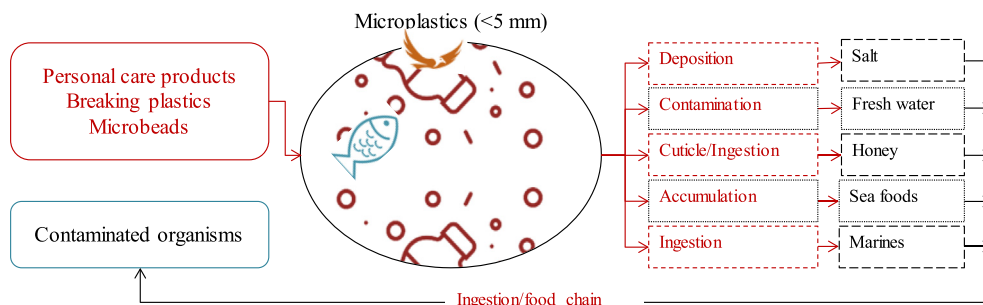 Microplastics (<5 mm)
Personal care products
Breaking plastics
Microbeads
Contaminated organisms
Deposition
Salt
Contamination
Fresh water
Cuticle/Ingestion
Honey
Accumulation
Sea foods
Ingestion
Marines
Ingestion/food chain